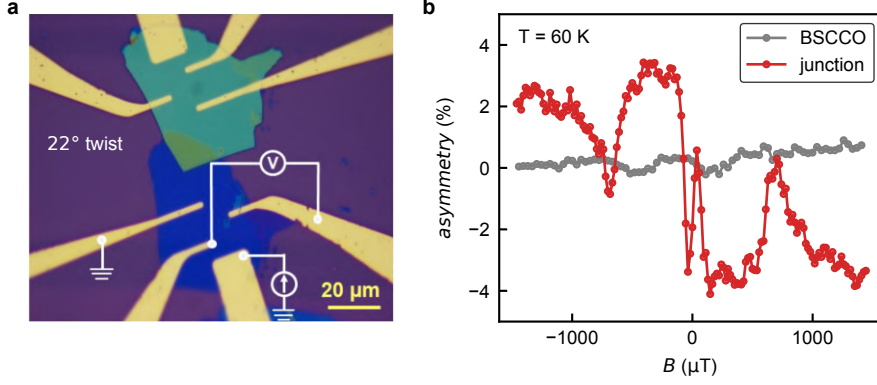 a
22° twist
V
20 µm
b
T = 60 K
BSCCO
junction
asymmetry (%)
4
2
0
−2
−4
−1000 0 1000
B (µT)